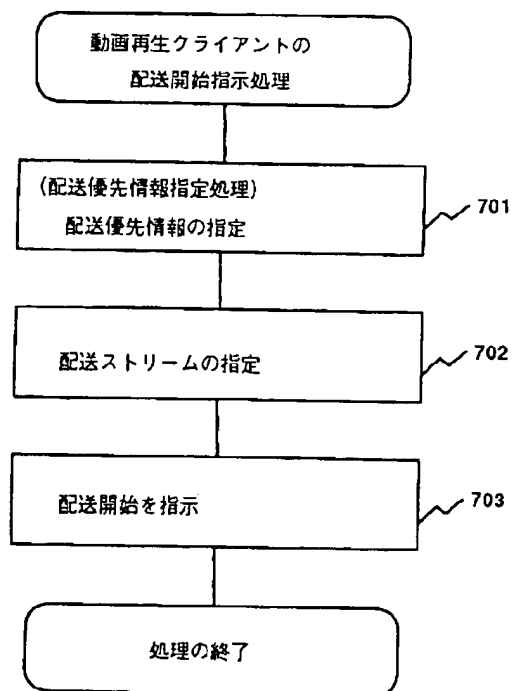 動画再生クライアントの
配送開始指示処理
(配送優先情報指定処理)
配送優先情報の指定
701
配送ストリームの指定
702
配送開始を指示
703
処理の終了